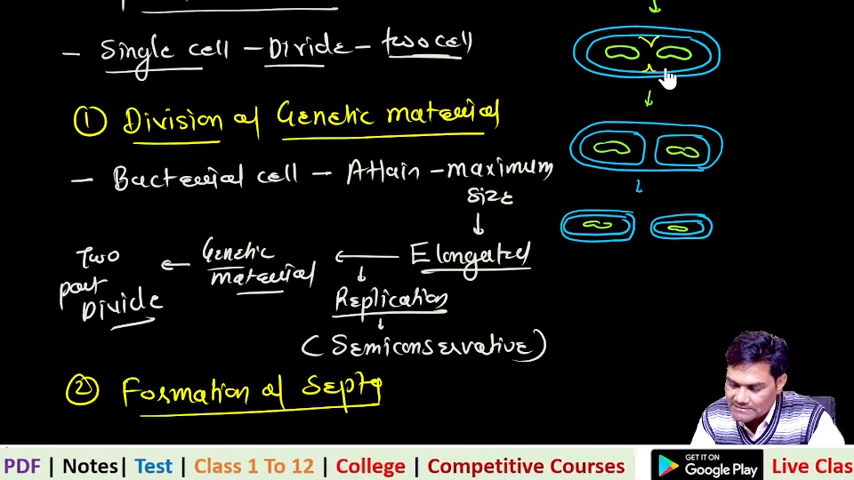 - Single cell - Divide - two cell
① Division of Genetic material
- Bacterial cell - Attain - maximum
size
Two
part
Divide
Genetic
material
Elongated
Replication
(Semiconservative)
② Formation of Septa
PDF | Notes| Test | Class 1 To 12 | College | Competitive Courses
GET IT ON
Google Play
Live Clas